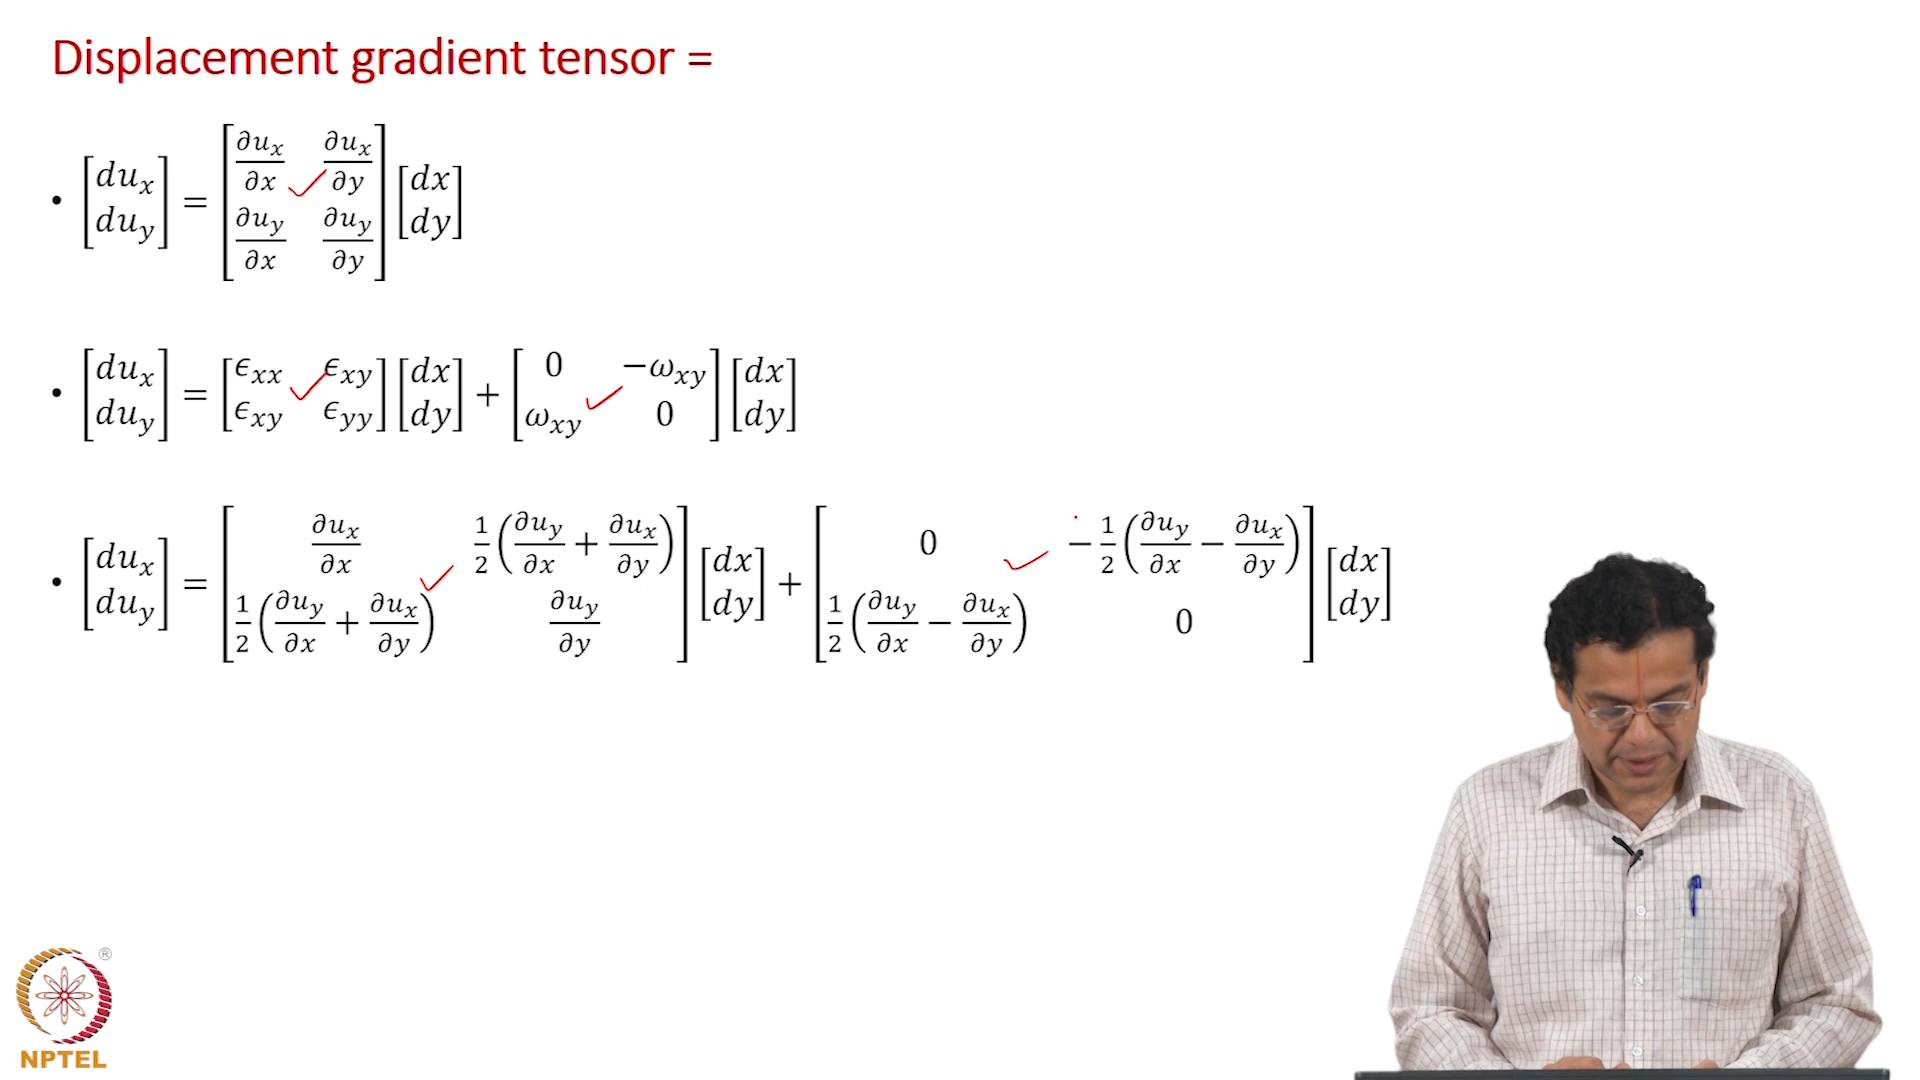 Displacement gradient tensor =
• [du_x; du_y] = [∂u_x/∂x ∂u_x/∂y; ∂u_y/∂x ∂u_y/∂y] [dx; dy]
• [du_x; du_y] = [ϵ_xx ϵ_xy; ϵ_xy ϵ_yy] [dx; dy] + [0 −ω_xy; ω_xy 0] [dx; dy]
• [du_x; du_y] = [∂u_x/∂x 1/2(∂u_y/∂x + ∂u_x/∂y); 1/2(∂u_y/∂x + ∂u_x/∂y) ∂u_y/∂y] [dx; dy] + [0 −1/2(∂u_y/∂x − ∂u_x/∂y); 1/2(∂u_y/∂x − ∂u_x/∂y) 0] [dx; dy]
®
NPTEL